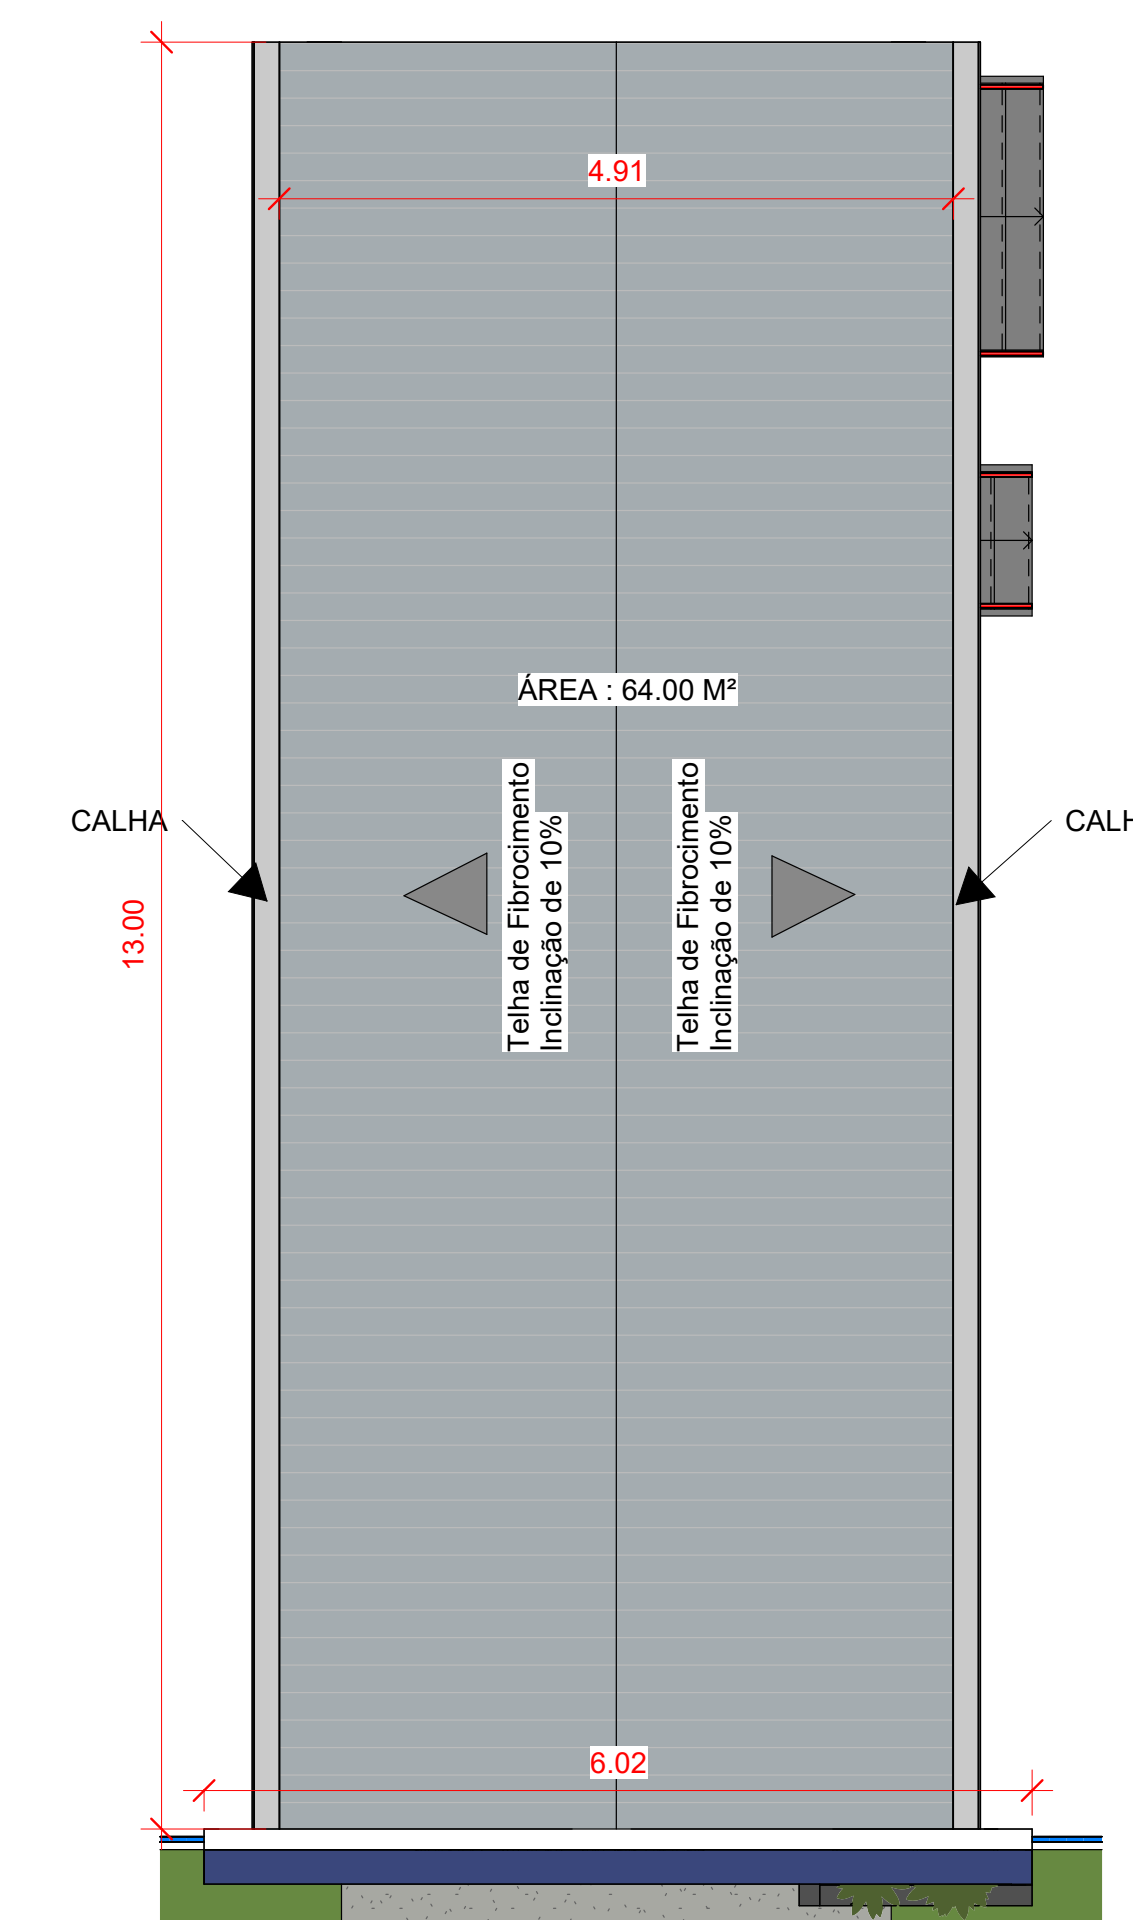 4.91
ÁREA : 64.00 M²
Telha de Fibrocimento
Inclinação de 10%
Telha de Fibrocimento
Inclinação de 10%
CALHA
CALH
13.00
6.02